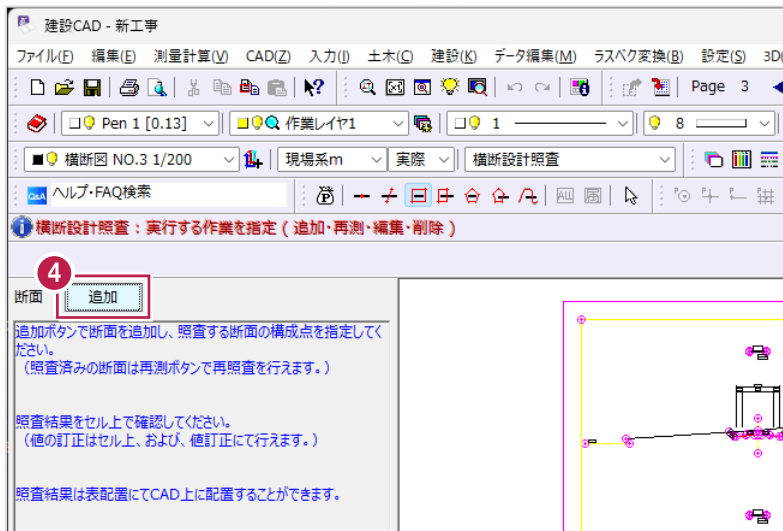 建設CAD - 新工事
ファイル(F) 編集(E) 測量計算(V) CAD(Z) 入力(I) 土木(C) 建設(K) データ編集(M) ラスベク変換(B) 設定(S) 3D(
Page 3
Pen 1 [0.13] 作業レイヤ1 1 8
横断図 NO.3 1/200 現場系m 実際 横断設計照査
Q&A ヘルプ・FAQ検索 ALL 属
横断設計照査：実行する作業を指定 ( 追加・再測・編集・削除 )
4
断面 追加
追加ボタンで断面を追加し、照査する断面の構成点を指定してく
ださい。
（照査済みの断面は再測ボタンで再照査を行えます。）
照査結果をセル上で確認してください。
（値の訂正はセル上、および、値訂正にて行えます。）
照査結果は表配置にてCAD上に配置することができます。